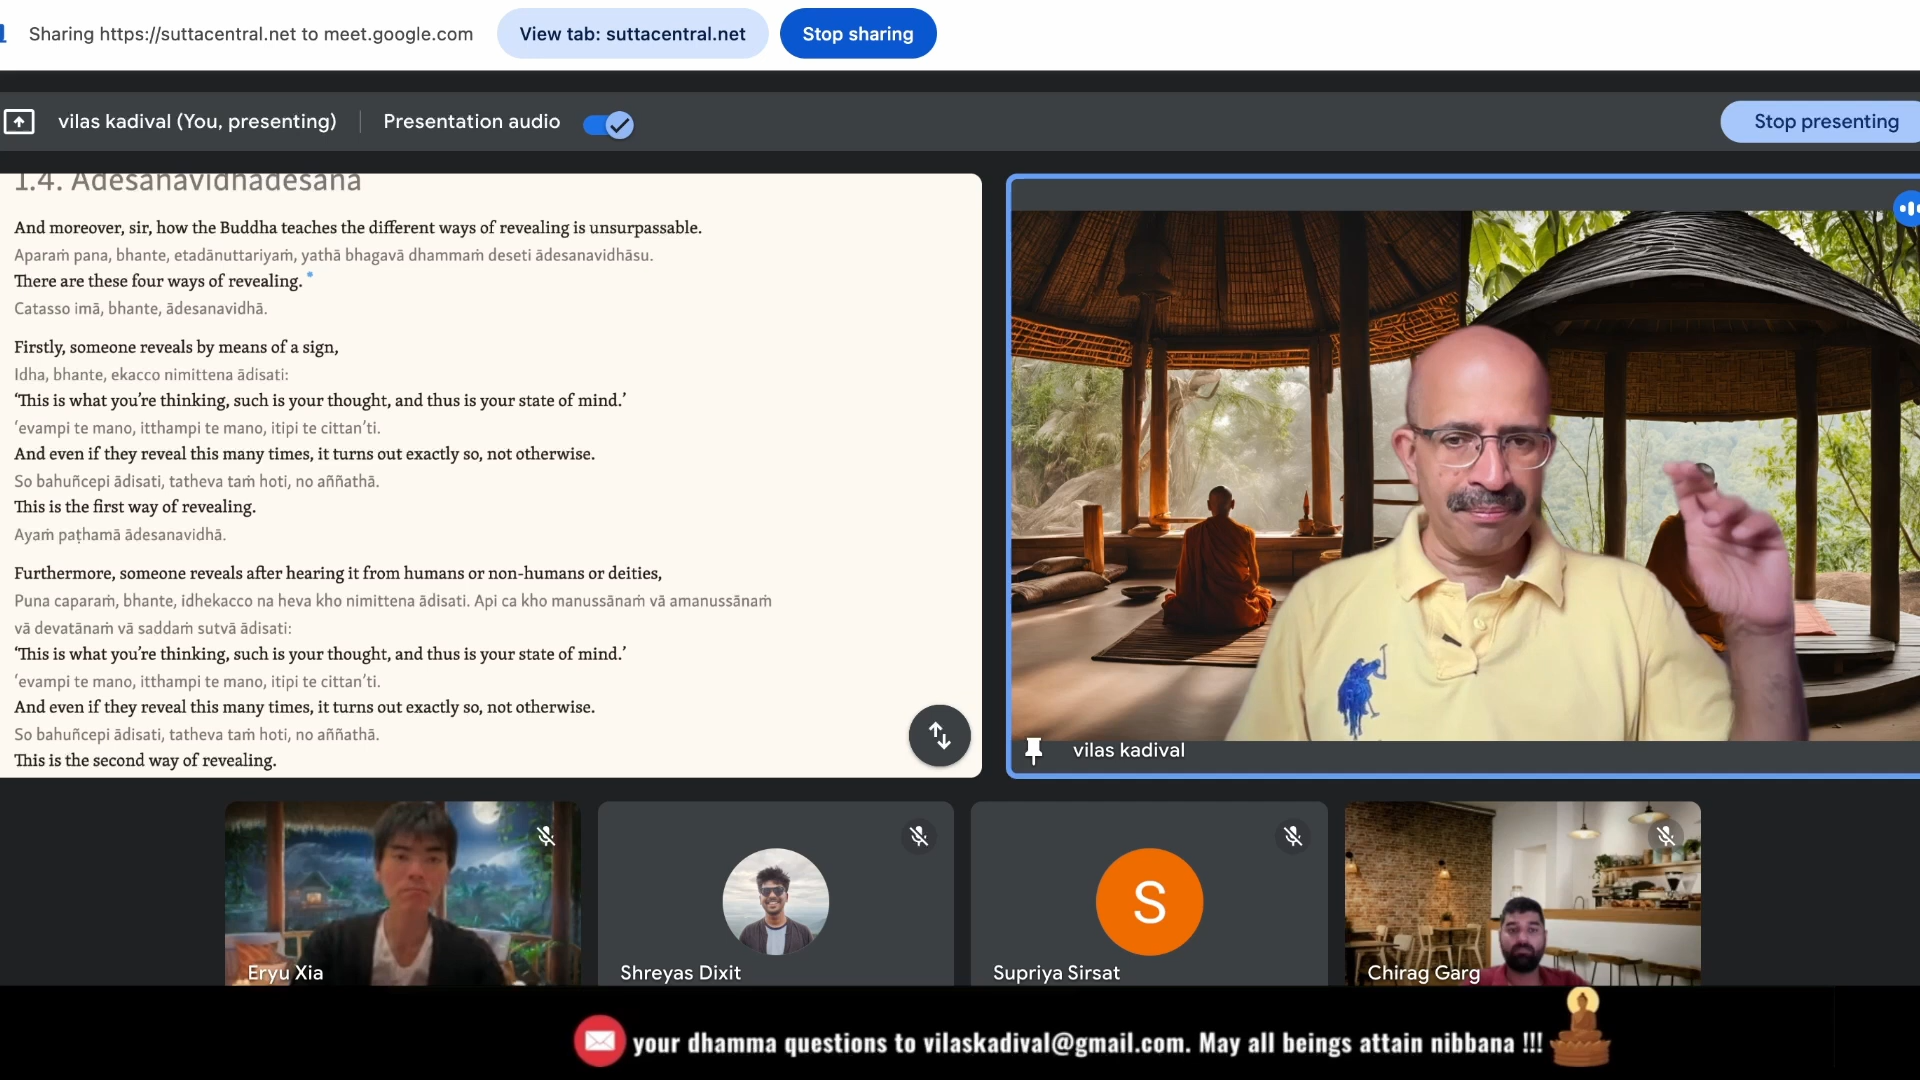 Sharing https://suttacentral.net to meet.google.com
View tab: suttacentral.net
Stop sharing
vilas kadival (You, presenting)
Presentation audio
Stop presenting
1.4. Ādesanavidhādesanā
And moreover, sir, how the Buddha teaches the different ways of revealing is unsurpassable.
Aparaṁ pana, bhante, etadānuttariyaṁ, yathā bhagavā dhammaṁ deseti ādesanavidhāsu.
There are these four ways of revealing.
Catasso imā, bhante, ādesanavidhā.
Firstly, someone reveals by means of a sign,
Idha, bhante, ekacco nimittena ādisati:
‘This is what you’re thinking, such is your thought, and thus is your state of mind.’
‘evampi te mano, itthampi te mano, itipi te cittan’ti.
And even if they reveal this many times, it turns out exactly so, not otherwise.
So bahuñcepi ādisati, tatheva taṁ hoti, no aññathā.
This is the first way of revealing.
Ayaṁ paṭhamā ādesanavidhā.
Furthermore, someone reveals after hearing it from humans or non-humans or deities,
Puna caparaṁ, bhante, idhekacco na heva kho nimittena ādisati. Api ca kho manussānaṁ vā amanussānaṁ
vā devatānaṁ vā saddaṁ sutvā ādisati:
‘This is what you’re thinking, such is your thought, and thus is your state of mind.’
‘evampi te mano, itthampi te mano, itipi te cittan’ti.
And even if they reveal this many times, it turns out exactly so, not otherwise.
So bahuñcepi ādisati, tatheva taṁ hoti, no aññathā.
This is the second way of revealing.
vilas kadival
Eryu Xia
Shreyas Dixit
S
Supriya Sirsat
Chirag Garg
your dhamma questions to vilaskadival@gmail.com. May all beings attain nibbana !!!